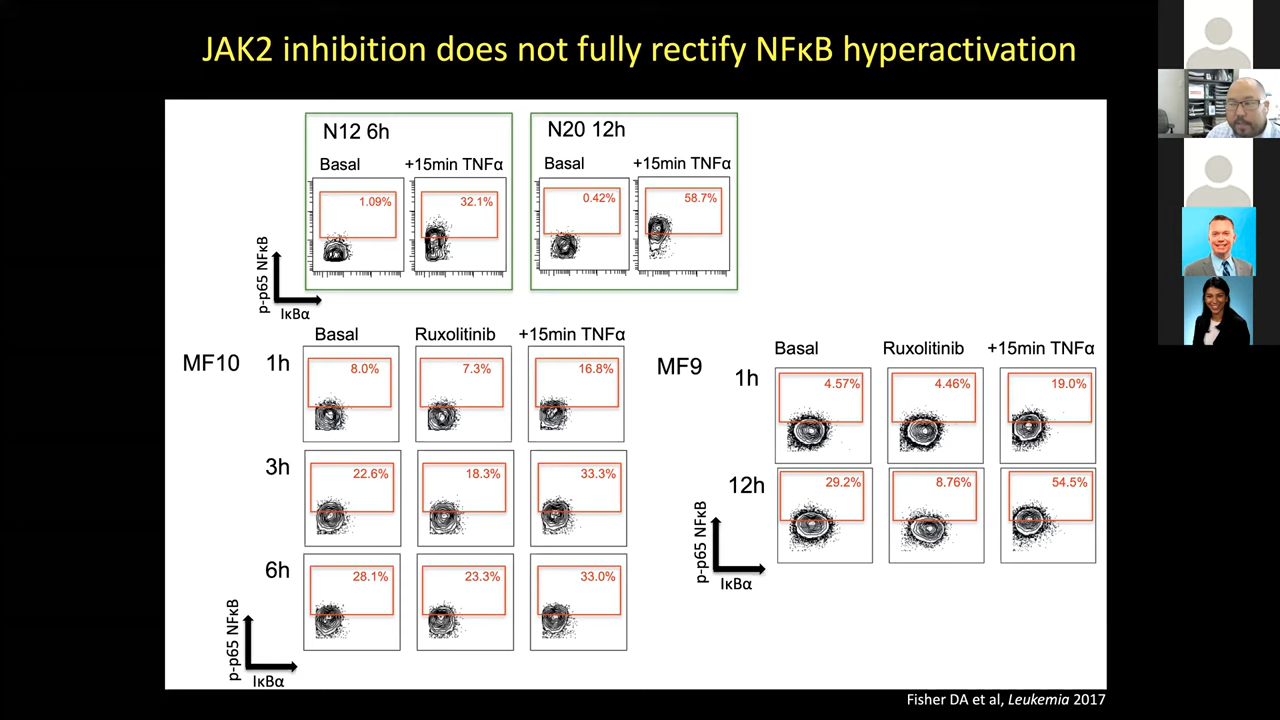 JAK2 inhibition does not fully rectify NFκB hyperactivation
N12 6h
Basal +15min TNFα
1.09% 32.1%
N20 12h
Basal +15min TNFα
0.42% 58.7%
p-p65 NFκB
IκBα
MF10
Basal Ruxolitinib +15min TNFα
1h 8.0% 7.3% 16.8%
3h 22.6% 18.3% 33.3%
6h 28.1% 23.3% 33.0%
p-p65 NFκB
IκBα
MF9
Basal Ruxolitinib +15min TNFα
1h 4.57% 4.46% 19.0%
12h 29.2% 8.76% 54.5%
p-p65 NFκB
IκBα
Fisher DA et al, Leukemia 2017